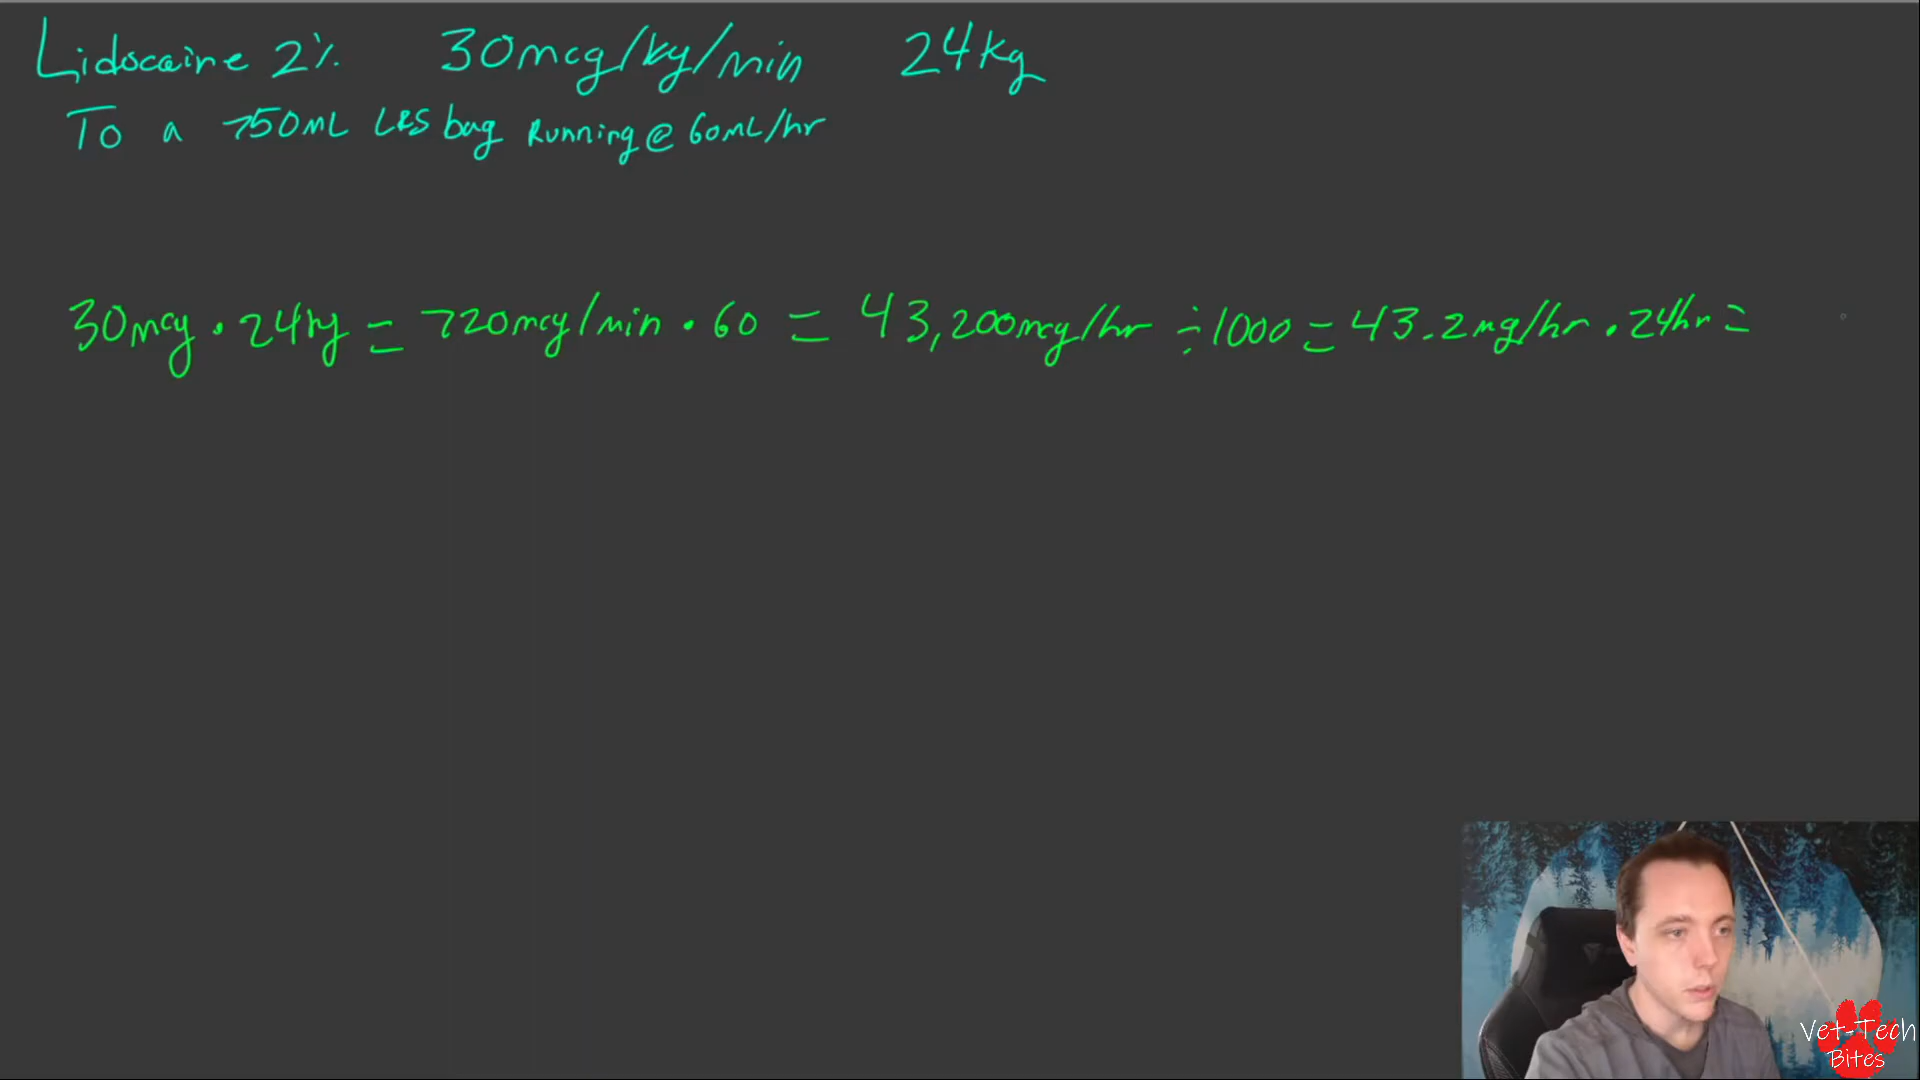 Lidocaine 2% 30mcg/kg/min 24kg
To a 750mL LRS bag Running @ 60mL/hr
30mcg · 24kg = 720mcg/min · 60 = 43,200mcg/hr ÷ 1000 = 43.2mg/hr · 24hr =
Vet-Tech
Bites